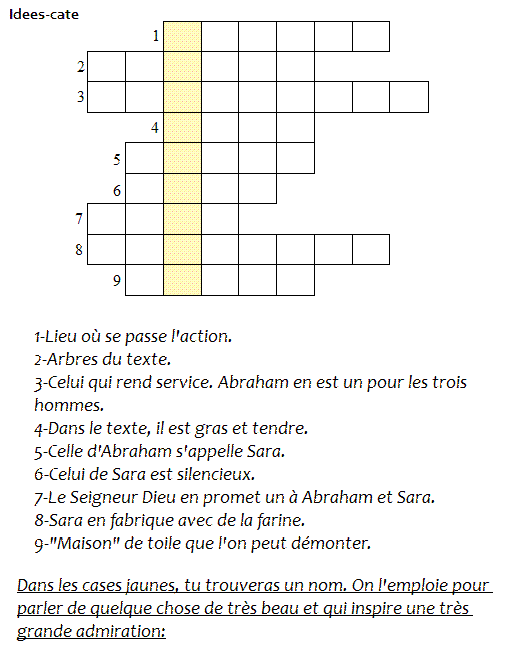 Idees-cate
1
2
3
4
5
6
7
8
9
1-Lieu où se passe l'action.
2-Arbres du texte.
3-Celui qui rend service. Abraham en est un pour les trois
hommes.
4-Dans le texte, il est gras et tendre.
5-Celle d'Abraham s'appelle Sara.
6-Celui de Sara est silencieux.
7-Le Seigneur Dieu en promet un à Abraham et Sara.
8-Sara en fabrique avec de la farine.
9-"Maison" de toile que l'on peut démonter.
Dans les cases jaunes, tu trouveras un nom. On l'emploie pour
parler de quelque chose de très beau et qui inspire une très
grande admiration: